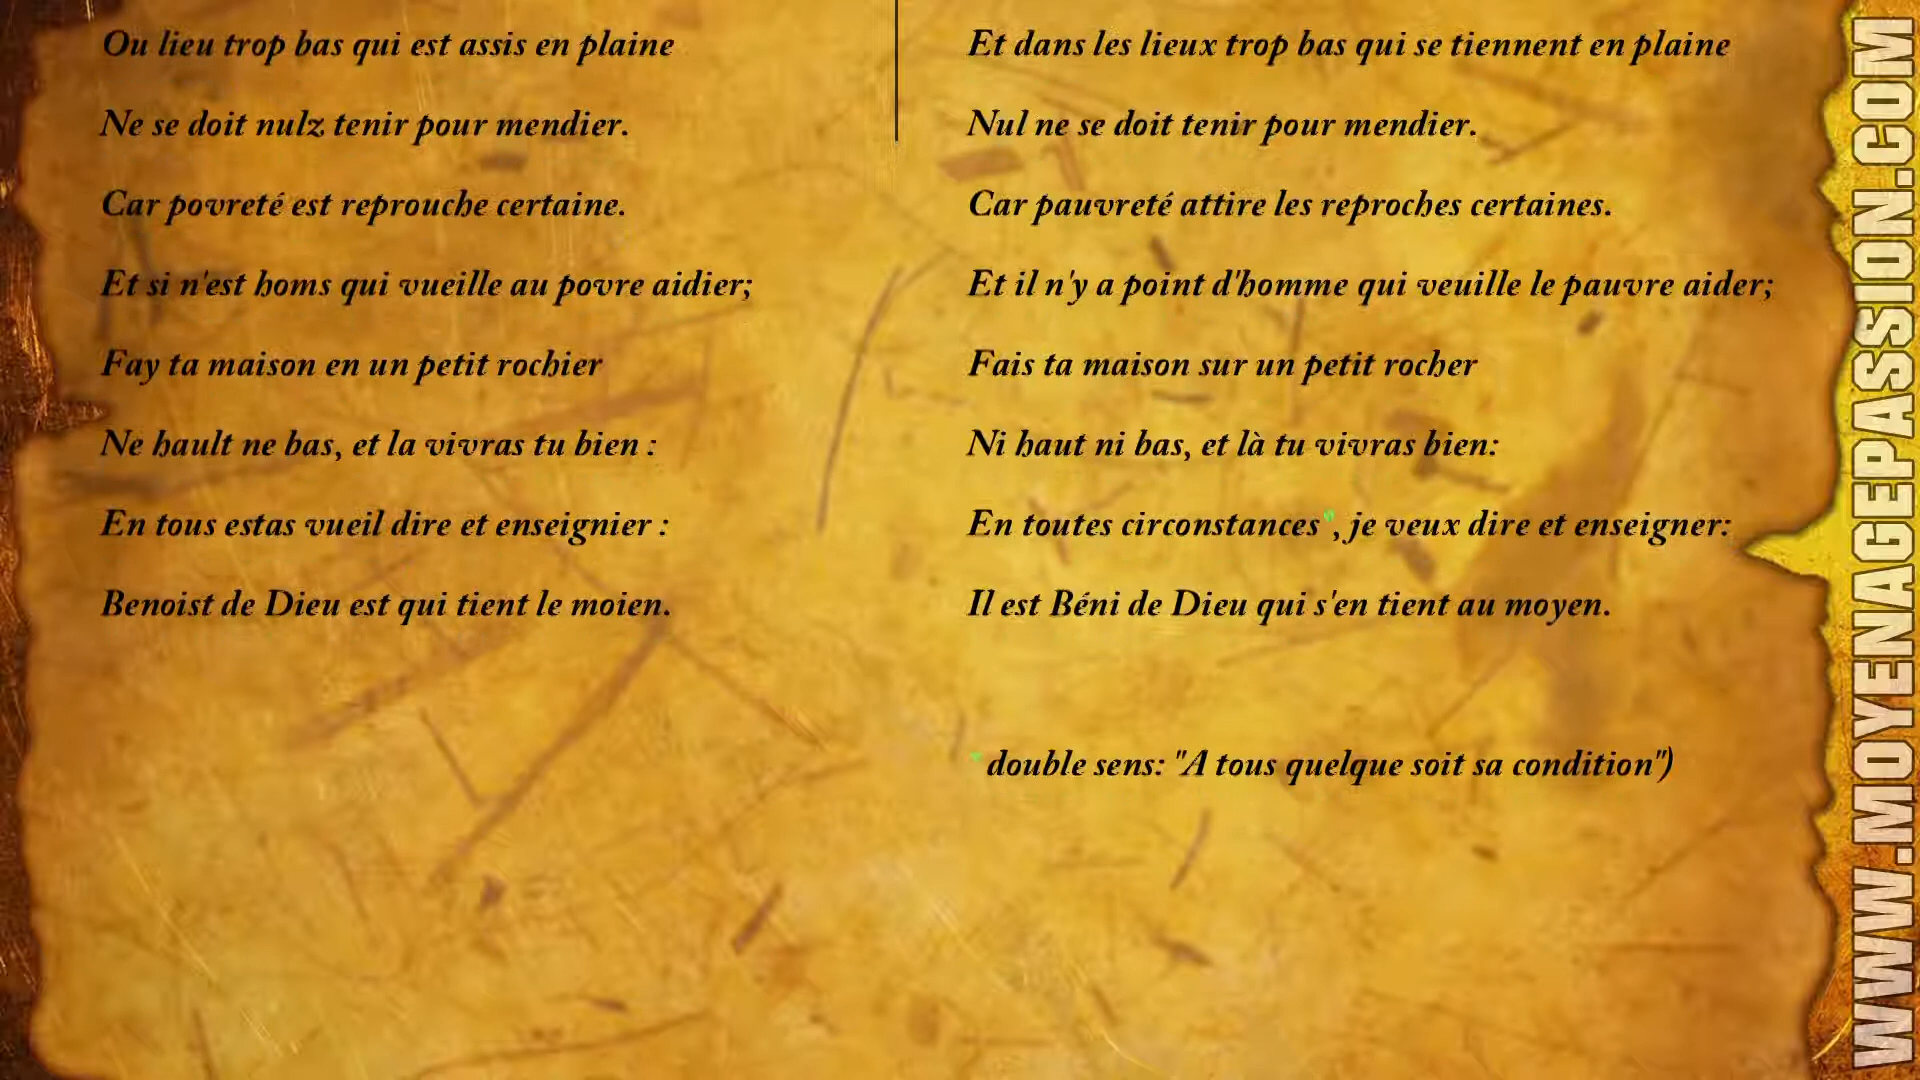 Ou lieu trop bas qui est assis en plaine
Ne se doit nulz tenir pour mendier.
Car povreté est reprouche certaine.
Et si n'est homs qui vueille au povre aidier;
Fay ta maison en un petit rochier
Ne hault ne bas, et la vivras tu bien :
En tous estas vueil dire et enseignier :
Benoist de Dieu est qui tient le moien.
Et dans les lieux trop bas qui se tiennent en plaine
Nul ne se doit tenir pour mendier.
Car pauvreté attire les reproches certaines.
Et il n'y a point d'homme qui veuille le pauvre aider;
Fais ta maison sur un petit rocher
Ni haut ni bas, et là tu vivras bien:
En toutes circonstances*, je veux dire et enseigner:
Il est Béni de Dieu qui s'en tient au moyen.
* double sens: "A tous quelque soit sa condition")
WWW.MOYENAGEPASSION.COM